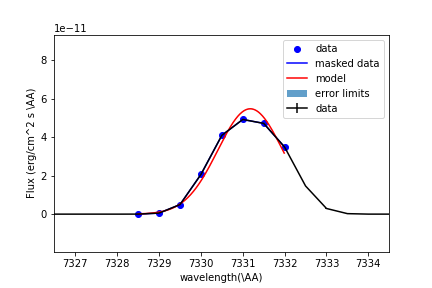 1e−11
data
masked data
model
error limits
data
8
6
4
2
0
Flux (erg/cm^2 s \AA)
7327 7328 7329 7330 7331 7332 7333 7334
wavelength(\AA)